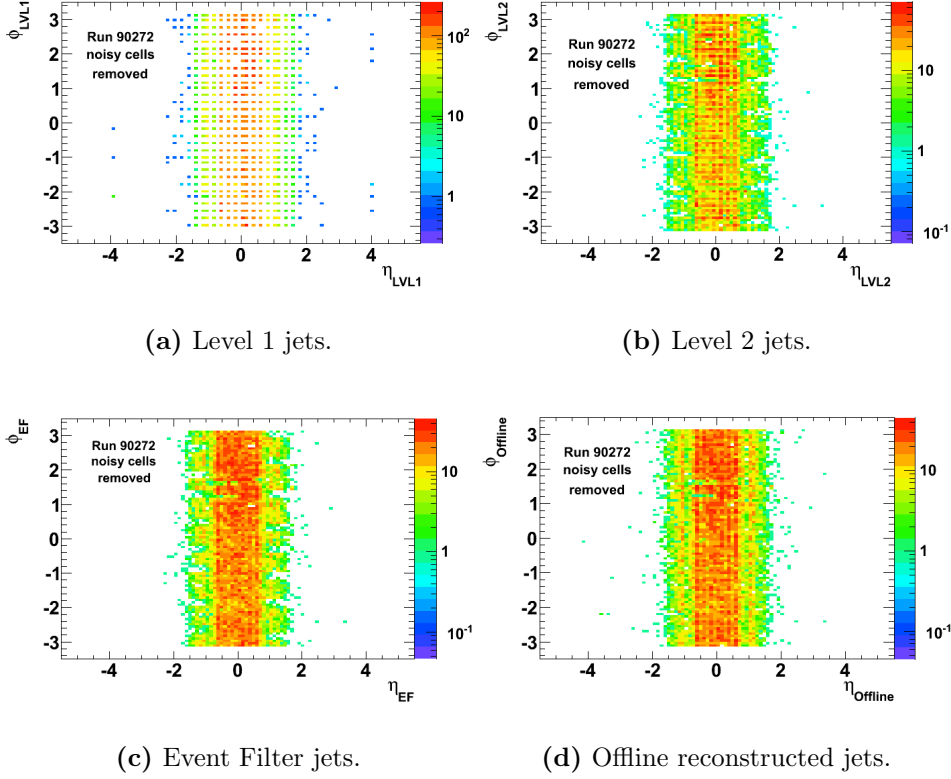 ϕLVL1
3
2
1
0
-1
-2
-3
Run 90272
noisy cells
removed
10²
10
1
-4 -2 0 2 4
ηLVL1
(a) Level 1 jets.
ϕLVL2
3
2
1
0
-1
-2
-3
Run 90272
noisy cells
removed
10
1
10⁻¹
-4 -2 0 2 4
ηLVL2
(b) Level 2 jets.
ϕEF
3
2
1
0
-1
-2
-3
Run 90272
noisy cells
removed
10
1
10⁻¹
-4 -2 0 2 4
ηEF
(c) Event Filter jets.
ϕOffline
3
2
1
0
-1
-2
-3
Run 90272
noisy cells
removed
10
1
10⁻¹
-4 -2 0 2 4
ηOffline
(d) Offline reconstructed jets.